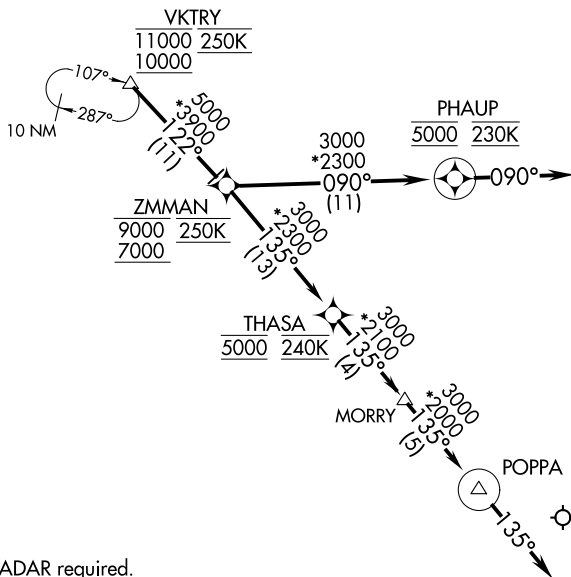 VKTRY
11000 250K
10000
107°
287°
10 NM
5000
*3900
122°
(11)
PHAUP
5000 230K
3000
*2300
090°
(11)
090°
ZMMAN
9000 250K
7000
3000
*2300
135°
(13)
THASA
5000 240K
3000
*2100
135°
(4)
MORRY
3000
*2000
135°
(5)
POPPA
135°
ADAR required.